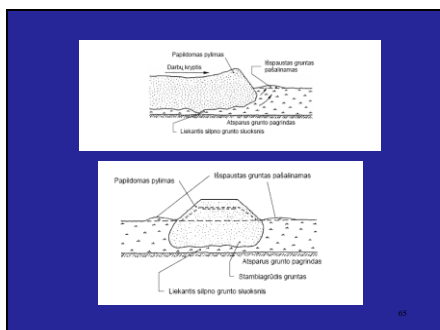 Papildomas pylimas
Išspaustas gruntas
pašalinamas
Darbų kryptis
Atsparus grunto pagrindas
Liekantis silpno grunto sluoksnis
Išspaustas gruntas pašalinamas
Papildomas pylimas
Atsparus grunto pagrindas
Stambiagrūdis gruntas
Liekantis silpno grunto sluoksnis
65